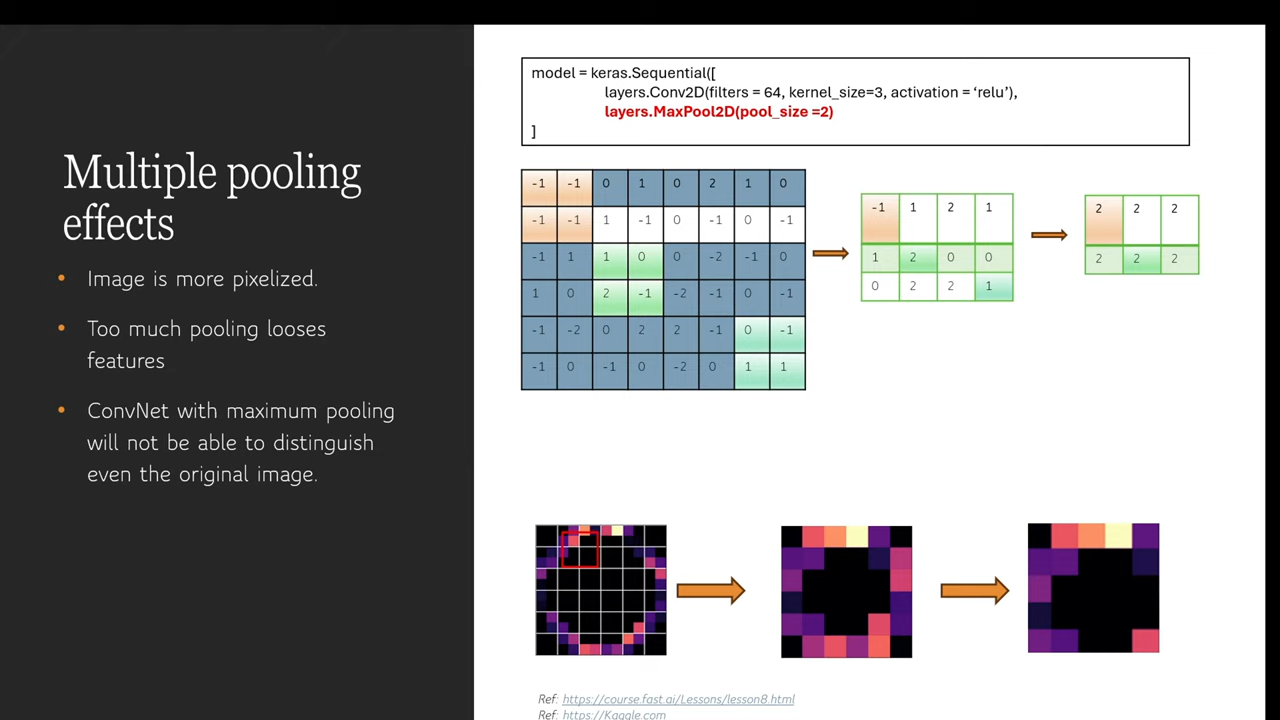 Multiple pooling
effects
• Image is more pixelized.
• Too much pooling looses
features
• ConvNet with maximum pooling
will not be able to distinguish
even the original image.
model = keras.Sequential([
layers.Conv2D(filters = 64, kernel_size=3, activation = ‘relu’),
layers.MaxPool2D(pool_size =2)
]
-1 -1 0 1 0 2 1 0
-1 -1 1 -1 0 -1 0 -1
-1 1 1 0 0 -2 -1 0
1 0 2 -1 -2 -1 0 -1
-1 -2 0 2 2 -1 0 -1
-1 0 -1 0 -2 0 1 1
-1 1 2 1
1 2 0 0
0 2 2 1
2 2 2
2 2 2
Ref: https://course.fast.ai/Lessons/lesson8.html
Ref: https://Kaggle.com